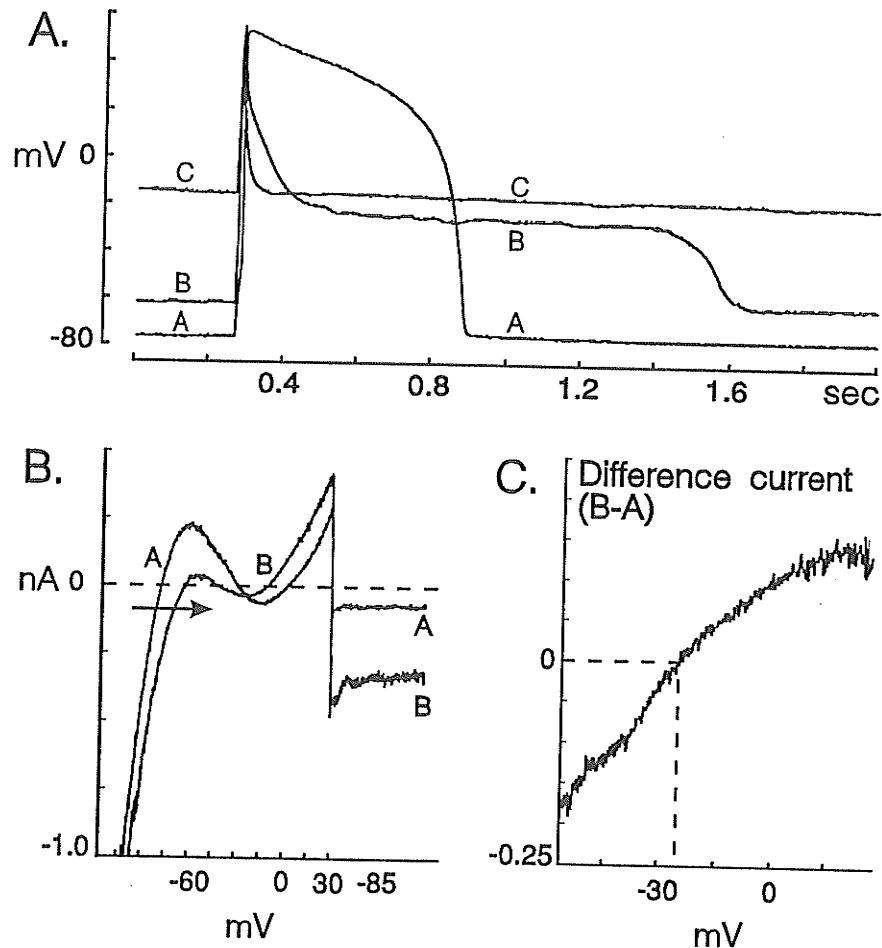 A.
mV 0
-80
C
B
A
C
B
A
0.4 0.8 1.2 1.6 sec
B.
nA 0
-1.0
A
B
A
B
-60 0 30 -85
mV
C. Difference current
(B-A)
0
-0.25
-30 0
mV